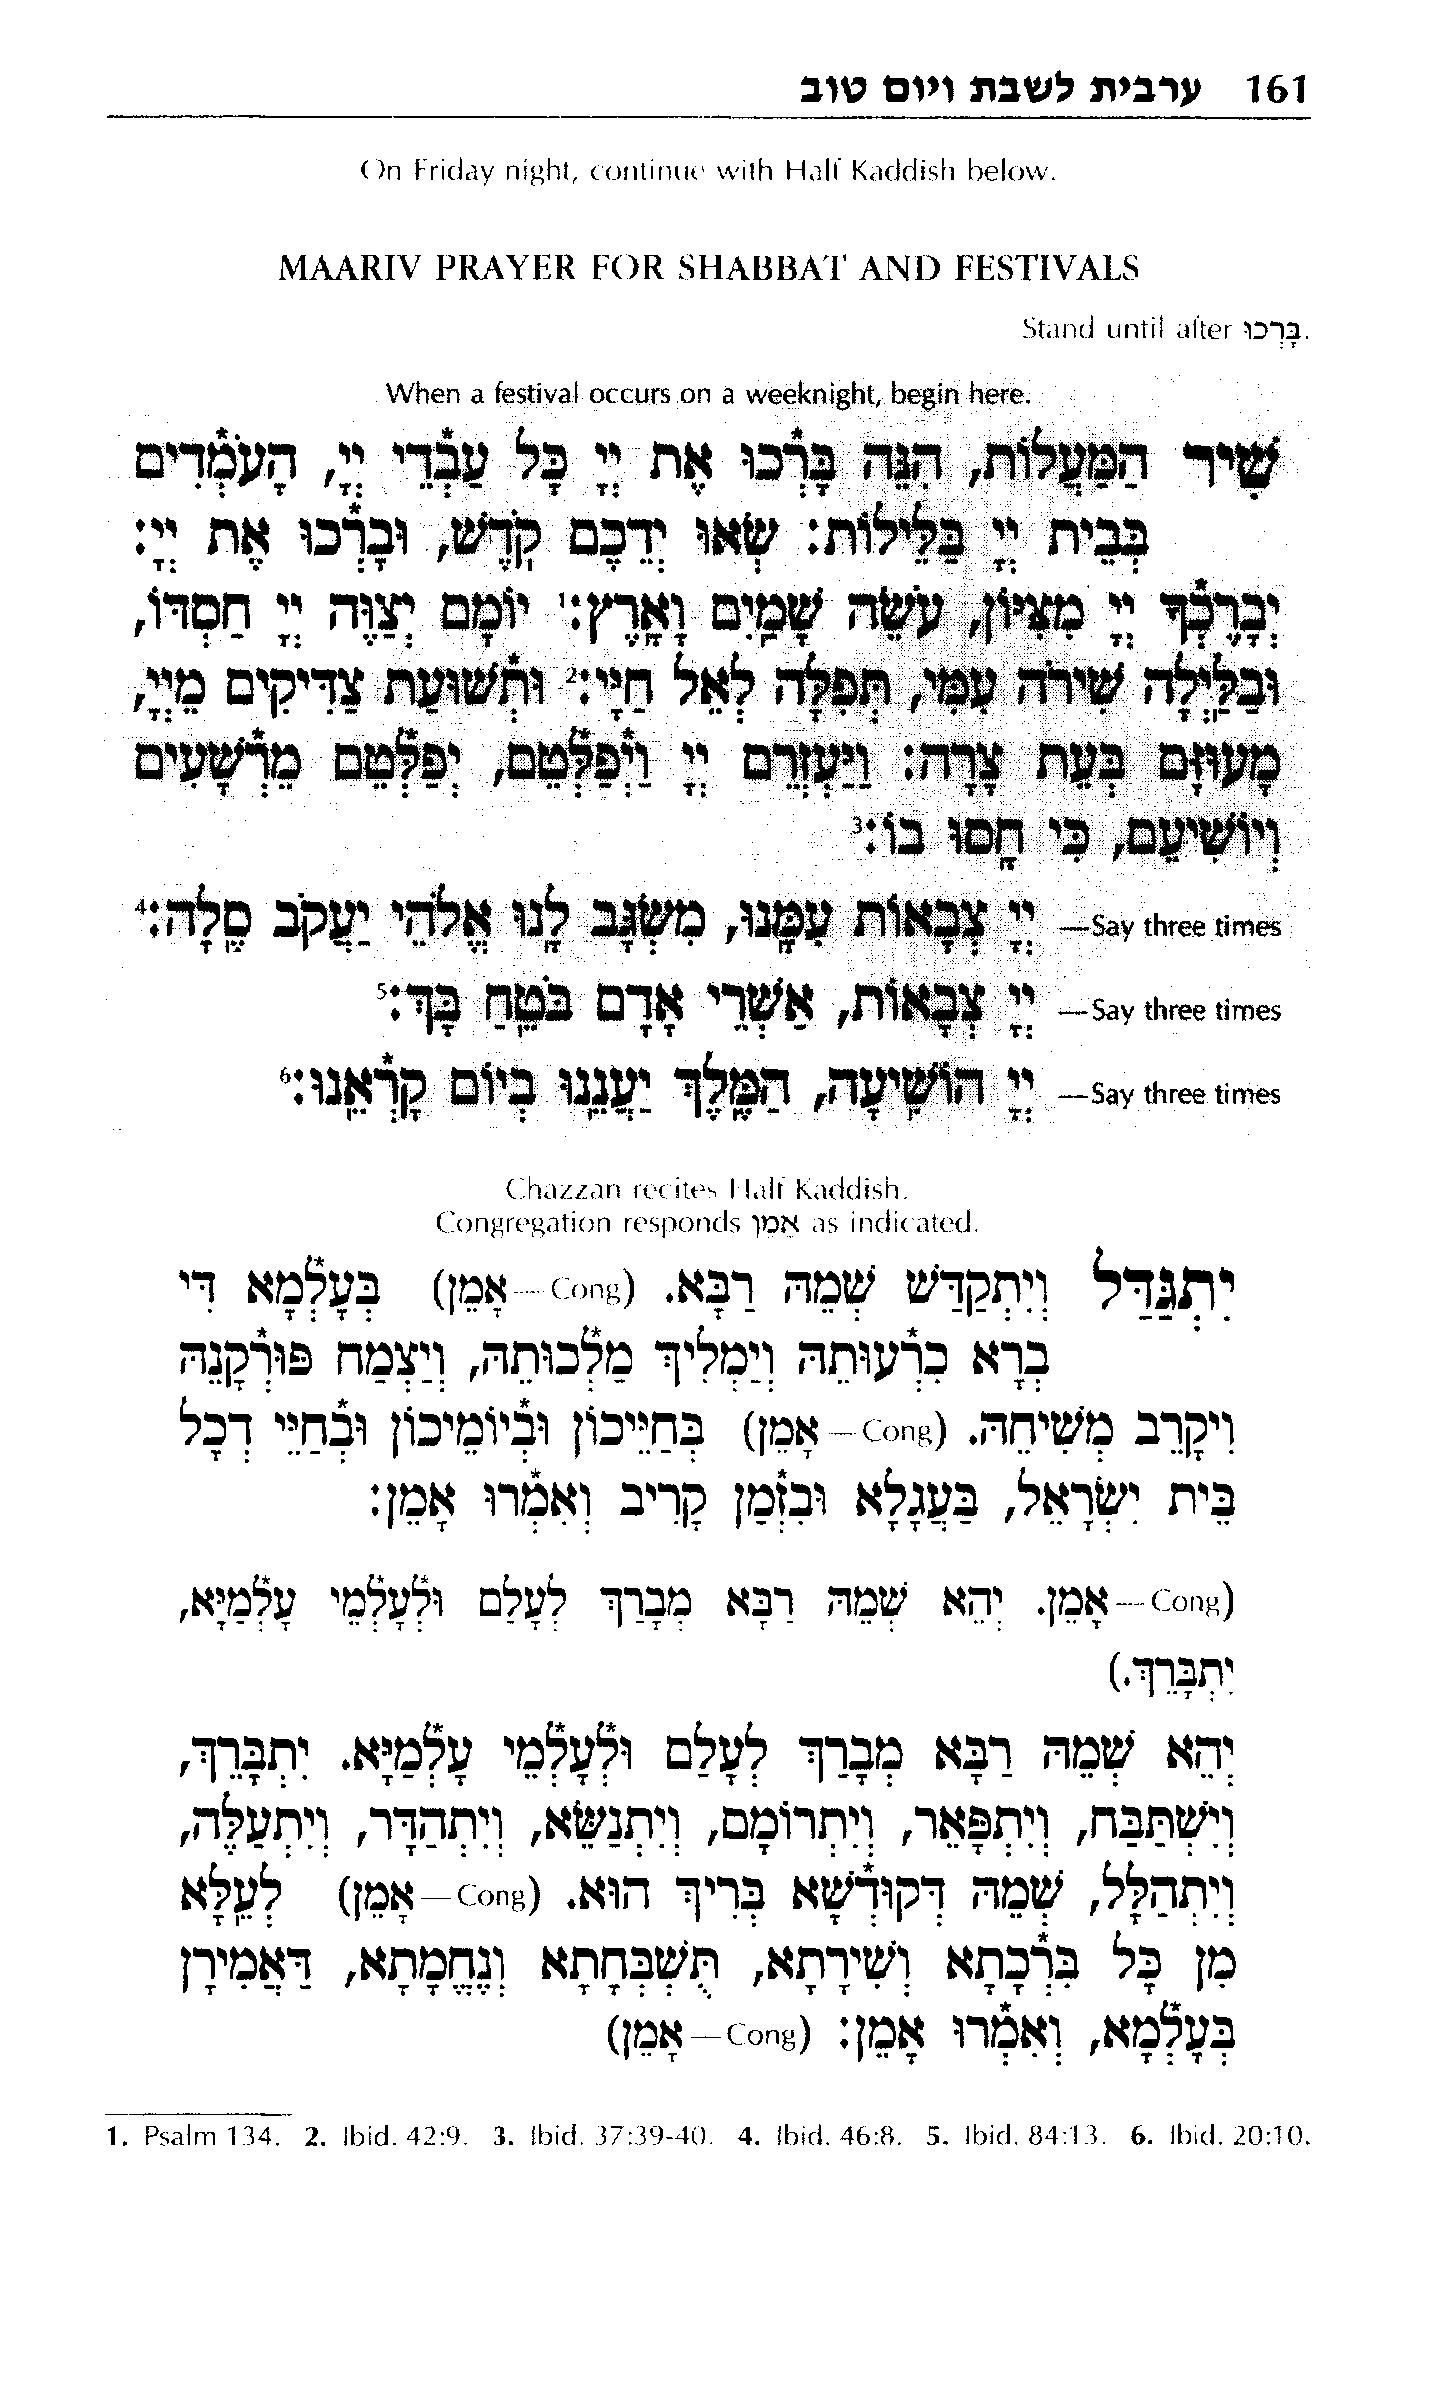 161 ערבית לשבת ויום טוב
On Friday night, continue with Half Kaddish below.
MAARIV PRAYER FOR SHABBAT AND FESTIVALS
Stand until after בָּרְכוּ.
When a festival occurs on a weeknight, begin here.
שִׁיר הַמַּעֲלוֹת, הִנֵּה בָּרְ֯כוּ אֶת יְיָ כָּל עַבְ֯דֵי יְיָ, הָעֹמְ֯דִים
בְּבֵית יְיָ בַּלֵּילוֹת: שְׂאוּ יְדֵכֶם קֹֽדֶשׁ, וּבָרְ֯כוּ אֶת יְיָ:
יְבָרֶכְ֯ךָ יְיָ מִצִּיּוֹן, עֹשֵׂה שָׁמַֽיִם וָאָֽרֶץ:¹ יוֹמָם יְצַוֶּה יְיָ חַסְדּוֹ,
וּבַלַּֽיְלָה שִׁירֹה עִמִּי, תְּפִלָּה לְאֵל חַיָּי:² וּתְ֯שׁוּעַת צַדִּיקִים מֵיְיָ,
מָעוּזָּם בְּעֵת צָרָה: וַיַּעְזְרֵם יְיָ וַיְ֯פַלְּ֯טֵם, יְפַלְּ֯טֵם מֵרְ֯שָׁעִים
וְיוֹשִׁיעֵם, כִּי חָֽסוּ בוֹ:³
Say three times— יְיָ צְבָאוֹת עִמָּֽנוּ, מִשְׂגָּב לָֽנוּ אֱלֹהֵי יַעֲקֹב סֶֽלָה:⁴
Say three times— יְיָ צְבָאוֹת, אַשְׁרֵי אָדָם בֹּטֵֽחַ בָּךְ:⁵
Say three times— יְיָ הוֹשִֽׁיעָה, הַמֶּֽלֶךְ יַעֲנֵֽנוּ בְיוֹם קָרְ֯אֵֽנוּ:⁶
Chazzan recites Half Kaddish.
Congregation responds אמן as indicated.
יִתְגַּדַּל וְיִתְקַדַּשׁ שְׁמֵהּ רַבָּא. (Cong—אָמֵן) בְּעָלְ֯מָא דִּי
בְרָא כִרְ֯עוּתֵהּ וְיַמְלִיךְ מַלְ֯כוּתֵהּ, וְיַצְמַח פּוּרְ֯קָנֵהּ
וִיקָרֵב מְשִׁיחֵהּ. (Cong—אָמֵן) בְּחַיֵּיכוֹן וּבְ֯יוֹמֵיכוֹן וּבְ֯חַיֵּי דְכָל
בֵּית יִשְׂרָאֵל, בַּעֲגָלָא וּבִזְ֯מַן קָרִיב וְאִמְ֯רוּ אָמֵן:
(Cong—אָמֵן. יְהֵא שְׁמֵהּ רַבָּא מְבָרַךְ לְעָלַם וּלְ֯עָלְ֯מֵי עָלְ֯מַיָּא,
יִתְבָּרֵךְ.)
יְהֵא שְׁמֵהּ רַבָּא מְבָרַךְ לְעָלַם וּלְ֯עָלְ֯מֵי עָלְ֯מַיָּא. יִתְבָּרֵךְ,
וְיִשְׁתַּבַּח, וְיִתְפָּאֵר, וְיִתְרוֹמָם, וְיִתְנַשֵּׂא, וְיִתְהַדָּר, וְיִתְעַלֶּה,
וְיִתְהַלָּל, שְׁמֵהּ דְּקוּדְ֯שָׁא בְּרִיךְ הוּא. (Cong—אָמֵן) לְעֵֽלָּא
מִן כָּל בִּרְ֯כָתָא וְשִׁירָתָא, תֻּשְׁבְּחָתָא וְנֶחֱמָתָא, דַּאֲמִירָן
בְּעָלְ֯מָא, וְאִמְ֯רוּ אָמֵן: (Cong—אָמֵן)
1. Psalm 134. 2. Ibid. 42:9. 3. Ibid. 37:39-40. 4. Ibid. 46:8. 5. Ibid. 84:13. 6. Ibid. 20:10.